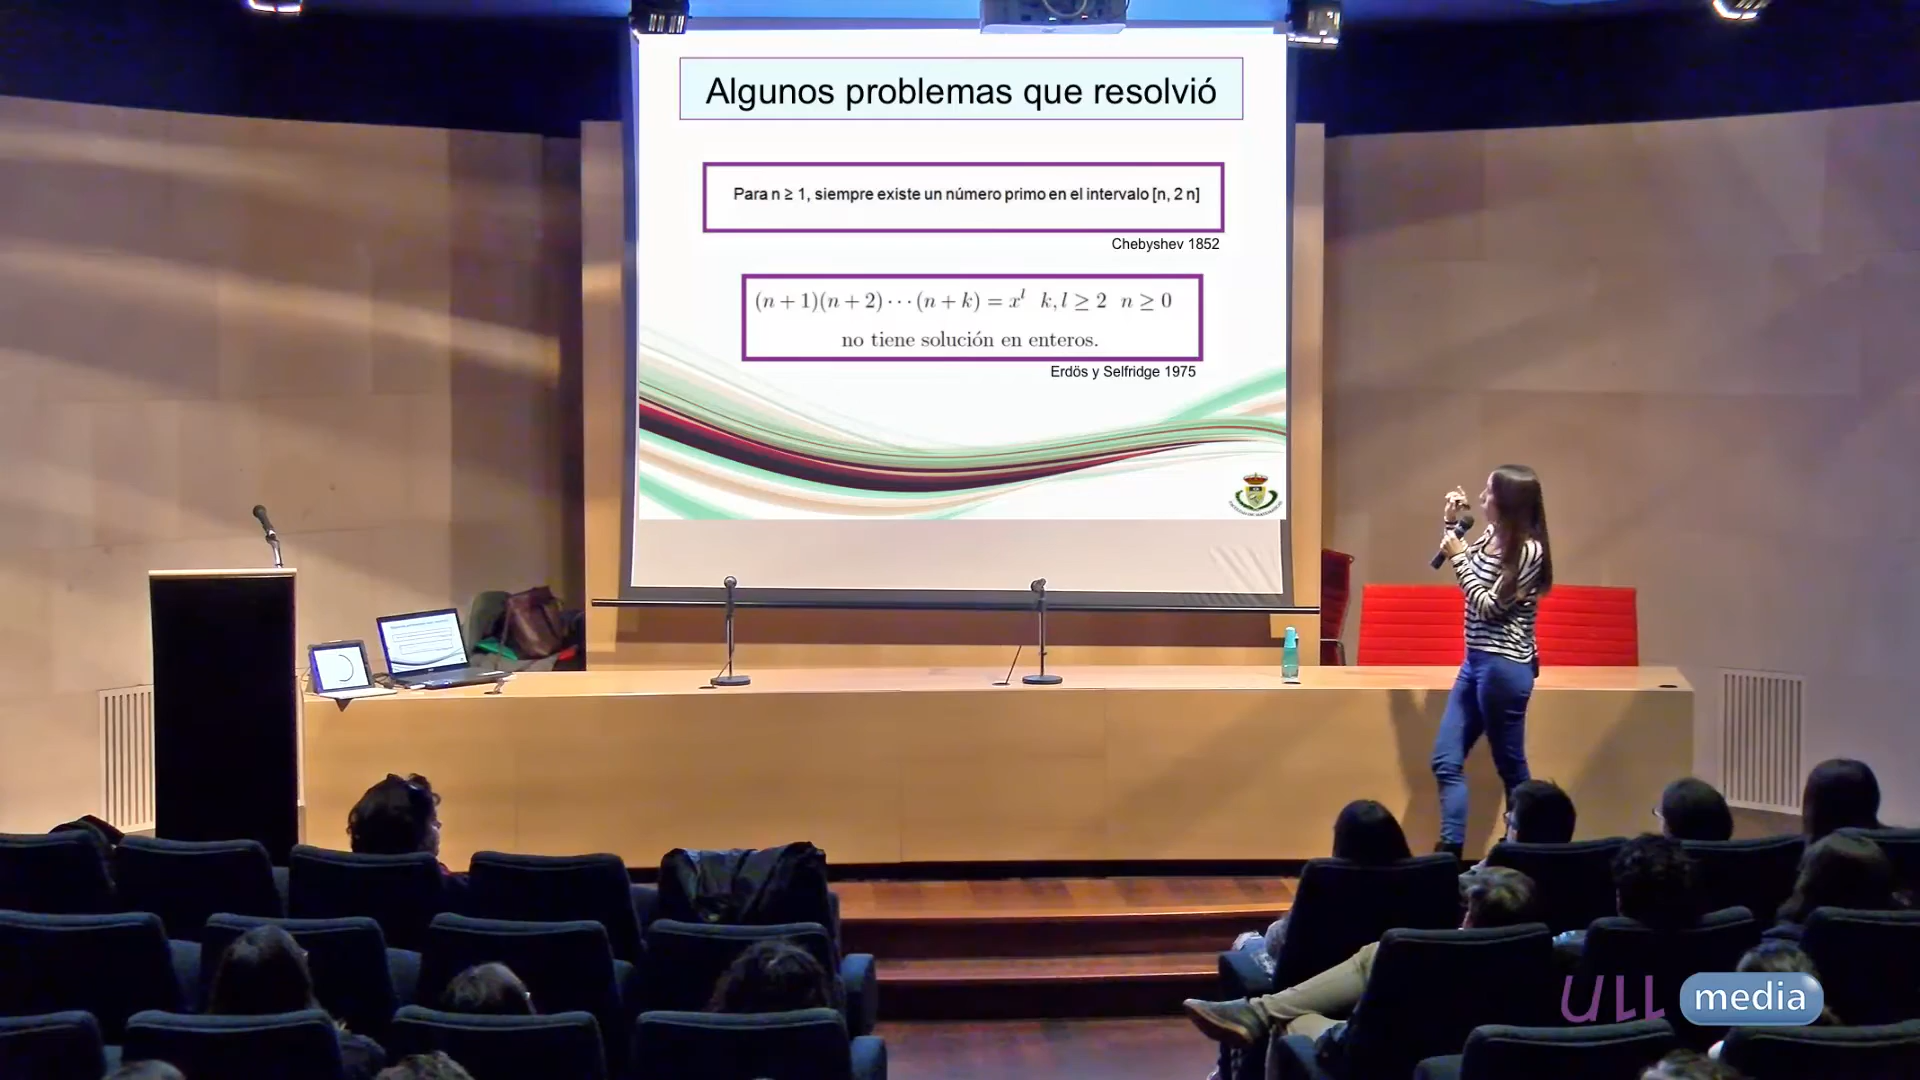 Algunos problemas que resolvió
Para n ≥ 1, siempre existe un número primo en el intervalo [n, 2 n]
Chebyshev 1852
(n + 1)(n + 2) · · · (n + k) = xˡ k, l ≥ 2 n ≥ 0
no tiene solución en enteros.
Erdös y Selfridge 1975
ULL media